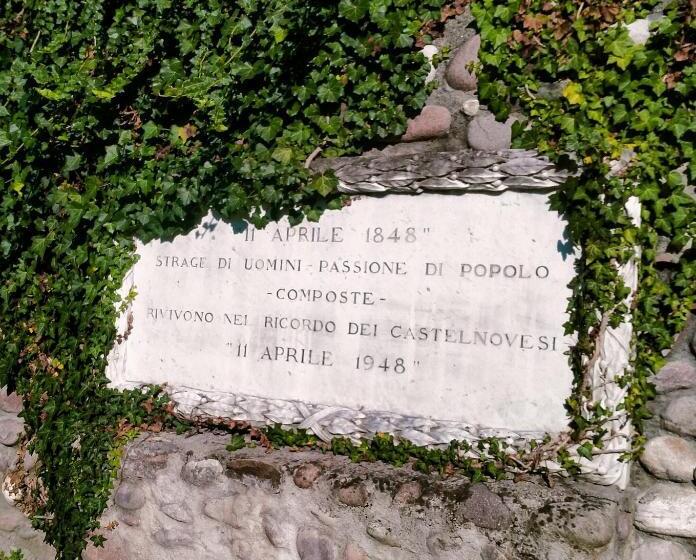 11 APRILE 1848"
STRAGE DI UOMINI - PASSIONE DI POPOLO
- COMPOSTE -
RIVIVONO NEL RICORDO DEI CASTELNOVESI
"11 APRILE 1948"